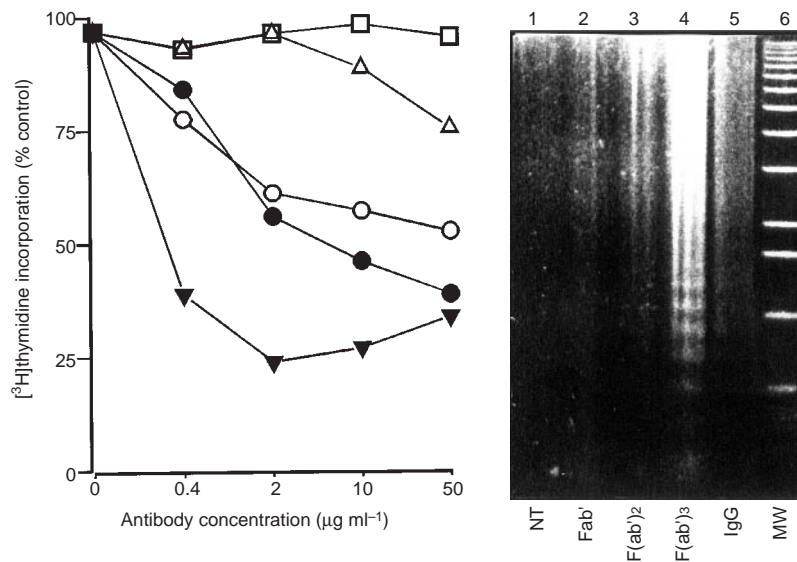 100
75
50
25
0
[³H]thymidine incorporation (% control)
0 0.4 2 10 50
Antibody concentration (μg ml⁻¹)
1 2 3 4 5 6
NT
Fab'
F(ab')₂
F(ab')₃
IgG
MW